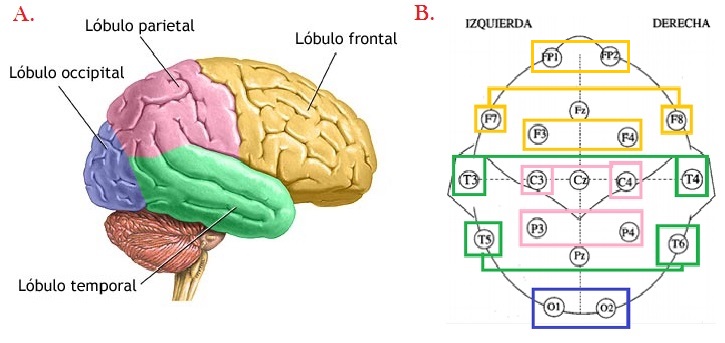 A.
Lóbulo parietal
Lóbulo frontal
Lóbulo occipital
Lóbulo temporal
B.
IZQUIERDA DERECHA
FP1 FP2
F7 F3 Fz F4 F8
T3 C3 Cz C4 T4
T5 P3 Pz P4 T6
O1 O2